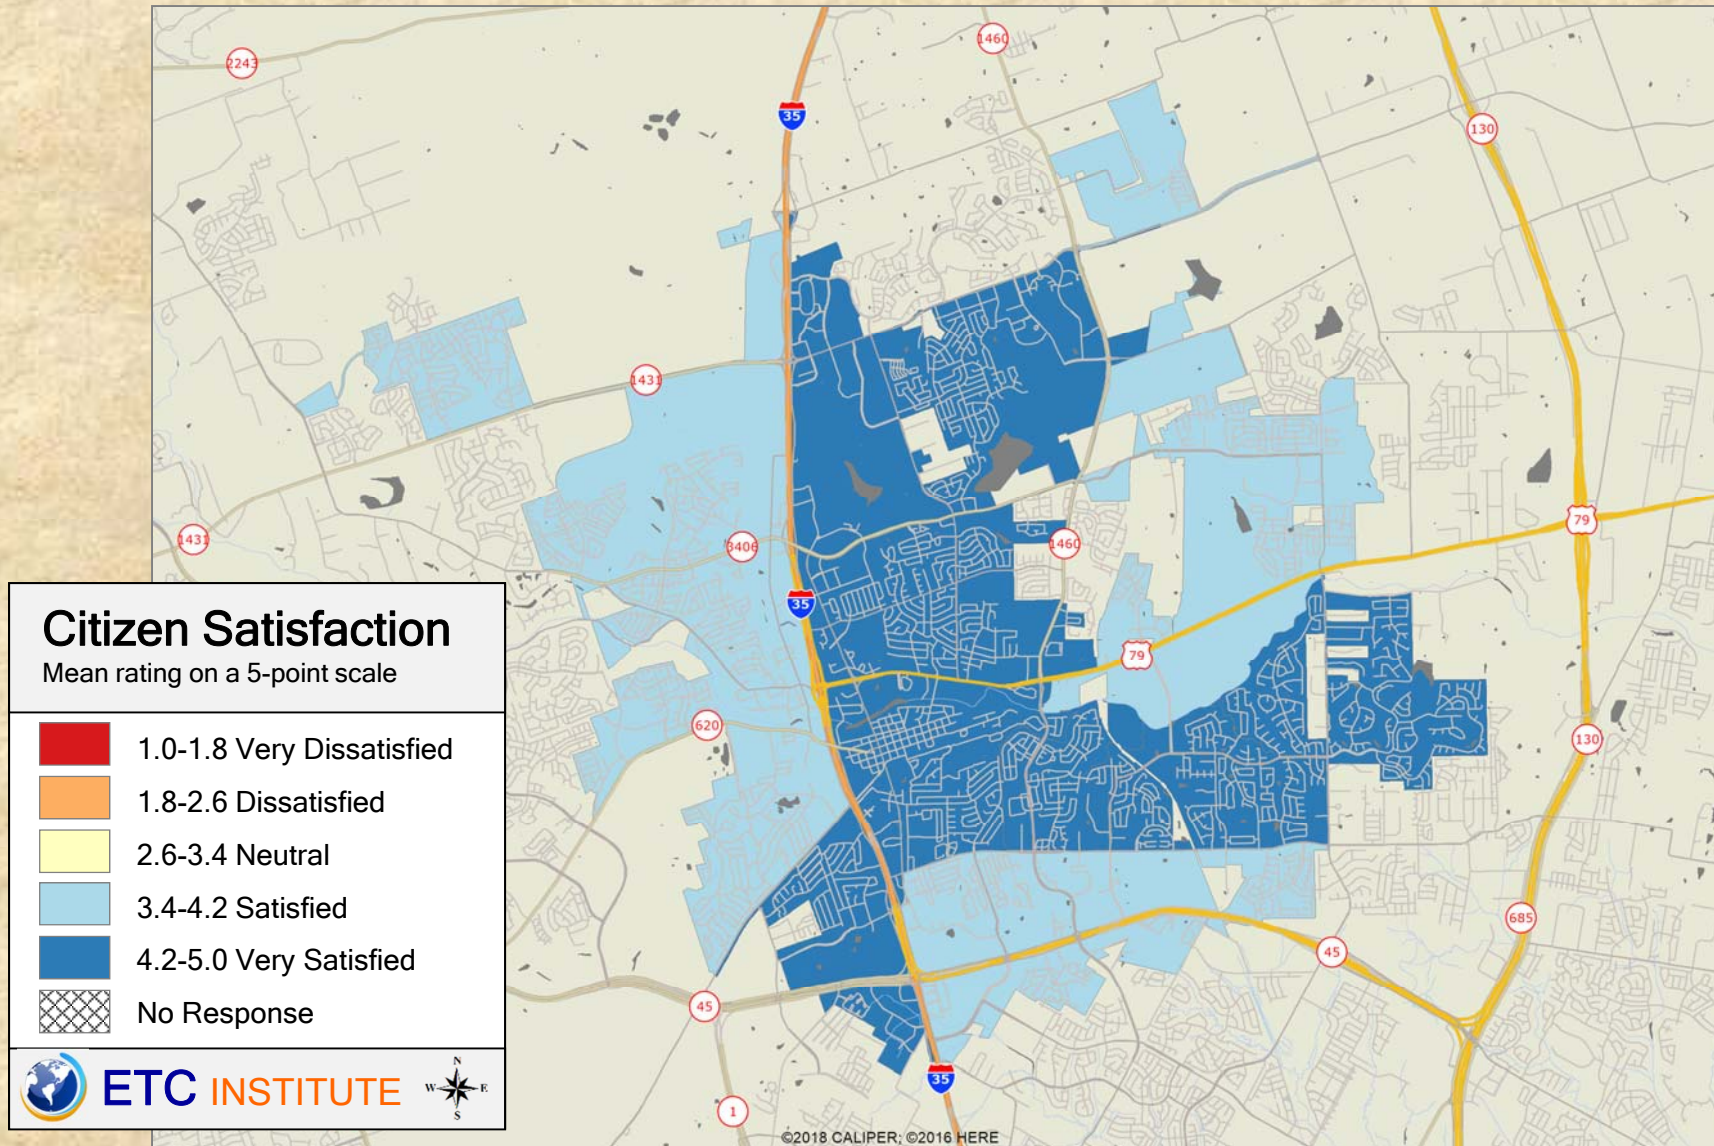 2243
1460
35
130
1431
1431
3406
35
1460
79
79
620
130
685
45
45
35
1
Citizen Satisfaction
Mean rating on a 5-point scale
1.0-1.8 Very Dissatisfied
1.8-2.6 Dissatisfied
2.6-3.4 Neutral
3.4-4.2 Satisfied
4.2-5.0 Very Satisfied
No Response
ETC INSTITUTE
N
W E
S
©2018 CALIPER; ©2016 HERE